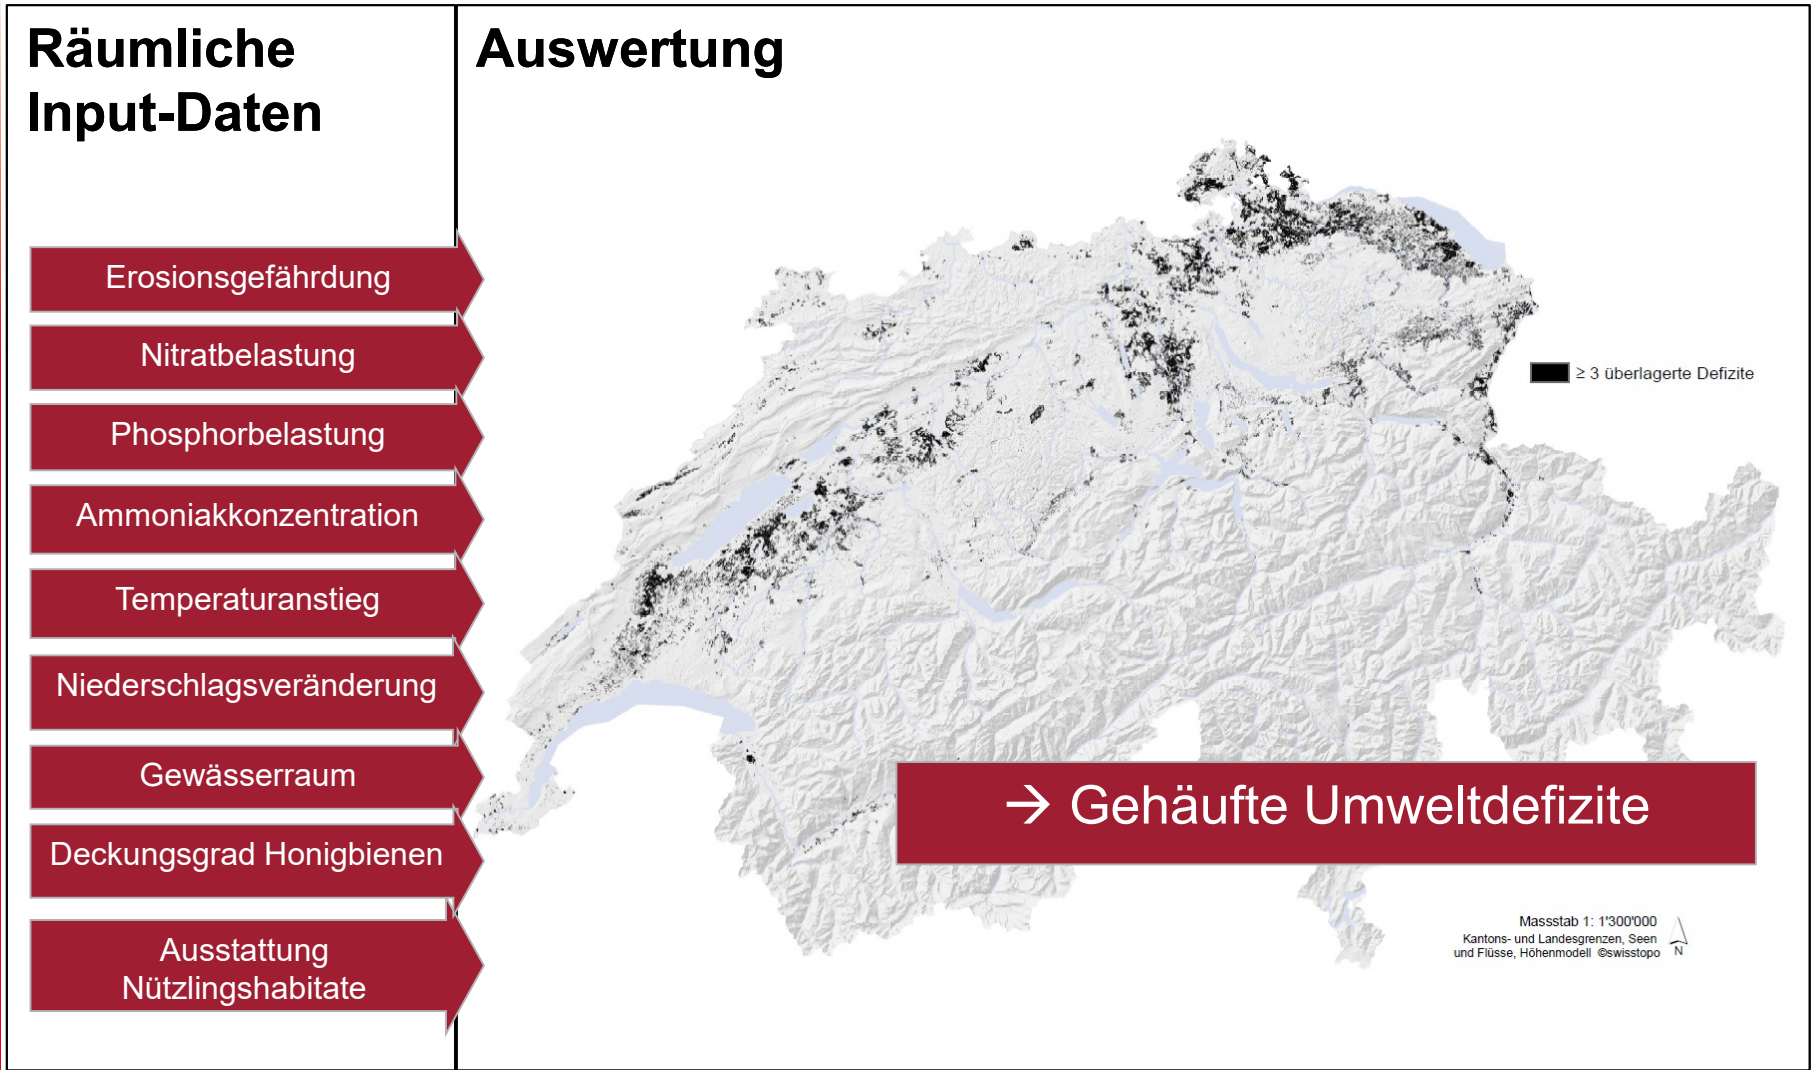 Räumliche
Input-Daten
Erosionsgefährdung
Nitratbelastung
Phosphorbelastung
Ammoniakkonzentration
Temperaturanstieg
Niederschlagsveränderung
Gewässerraum
Deckungsgrad Honigbienen
Ausstattung
Nützlingshabitate
Auswertung
≥ 3 überlagerte Defizite
→ Gehäufte Umweltdefizite
Massstab 1: 1'300'000
Kantons- und Landesgrenzen, Seen
und Flüsse, Höhenmodell ©swisstopo
N